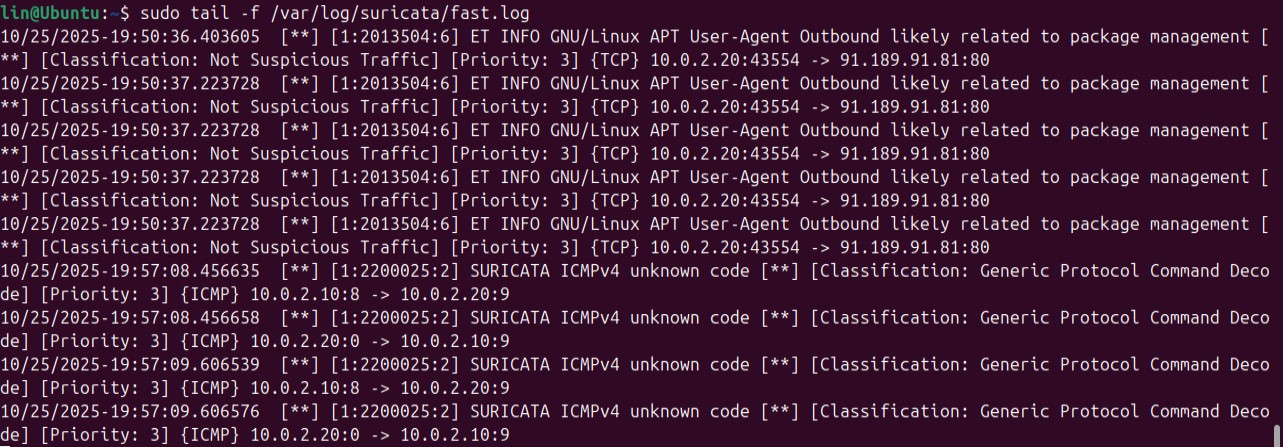 lin@Ubuntu:~$ sudo tail -f /var/log/suricata/fast.log
10/25/2025-19:50:36.403605  [**] [1:2013504:6] ET INFO GNU/Linux APT User-Agent Outbound likely related to package management [
**] [Classification: Not Suspicious Traffic] [Priority: 3] {TCP} 10.0.2.20:43554 -> 91.189.91.81:80
10/25/2025-19:50:37.223728  [**] [1:2013504:6] ET INFO GNU/Linux APT User-Agent Outbound likely related to package management [
**] [Classification: Not Suspicious Traffic] [Priority: 3] {TCP} 10.0.2.20:43554 -> 91.189.91.81:80
10/25/2025-19:50:37.223728  [**] [1:2013504:6] ET INFO GNU/Linux APT User-Agent Outbound likely related to package management [
**] [Classification: Not Suspicious Traffic] [Priority: 3] {TCP} 10.0.2.20:43554 -> 91.189.91.81:80
10/25/2025-19:50:37.223728  [**] [1:2013504:6] ET INFO GNU/Linux APT User-Agent Outbound likely related to package management [
**] [Classification: Not Suspicious Traffic] [Priority: 3] {TCP} 10.0.2.20:43554 -> 91.189.91.81:80
10/25/2025-19:50:37.223728  [**] [1:2013504:6] ET INFO GNU/Linux APT User-Agent Outbound likely related to package management [
**] [Classification: Not Suspicious Traffic] [Priority: 3] {TCP} 10.0.2.20:43554 -> 91.189.91.81:80
10/25/2025-19:57:08.456635  [**] [1:2200025:2] SURICATA ICMPv4 unknown code [**] [Classification: Generic Protocol Command Deco
de] [Priority: 3] {ICMP} 10.0.2.10:8 -> 10.0.2.20:9
10/25/2025-19:57:08.456658  [**] [1:2200025:2] SURICATA ICMPv4 unknown code [**] [Classification: Generic Protocol Command Deco
de] [Priority: 3] {ICMP} 10.0.2.20:0 -> 10.0.2.10:9
10/25/2025-19:57:09.606539  [**] [1:2200025:2] SURICATA ICMPv4 unknown code [**] [Classification: Generic Protocol Command Deco
de] [Priority: 3] {ICMP} 10.0.2.10:8 -> 10.0.2.20:9
10/25/2025-19:57:09.606576  [**] [1:2200025:2] SURICATA ICMPv4 unknown code [**] [Classification: Generic Protocol Command Deco
de] [Priority: 3] {ICMP} 10.0.2.20:0 -> 10.0.2.10:9